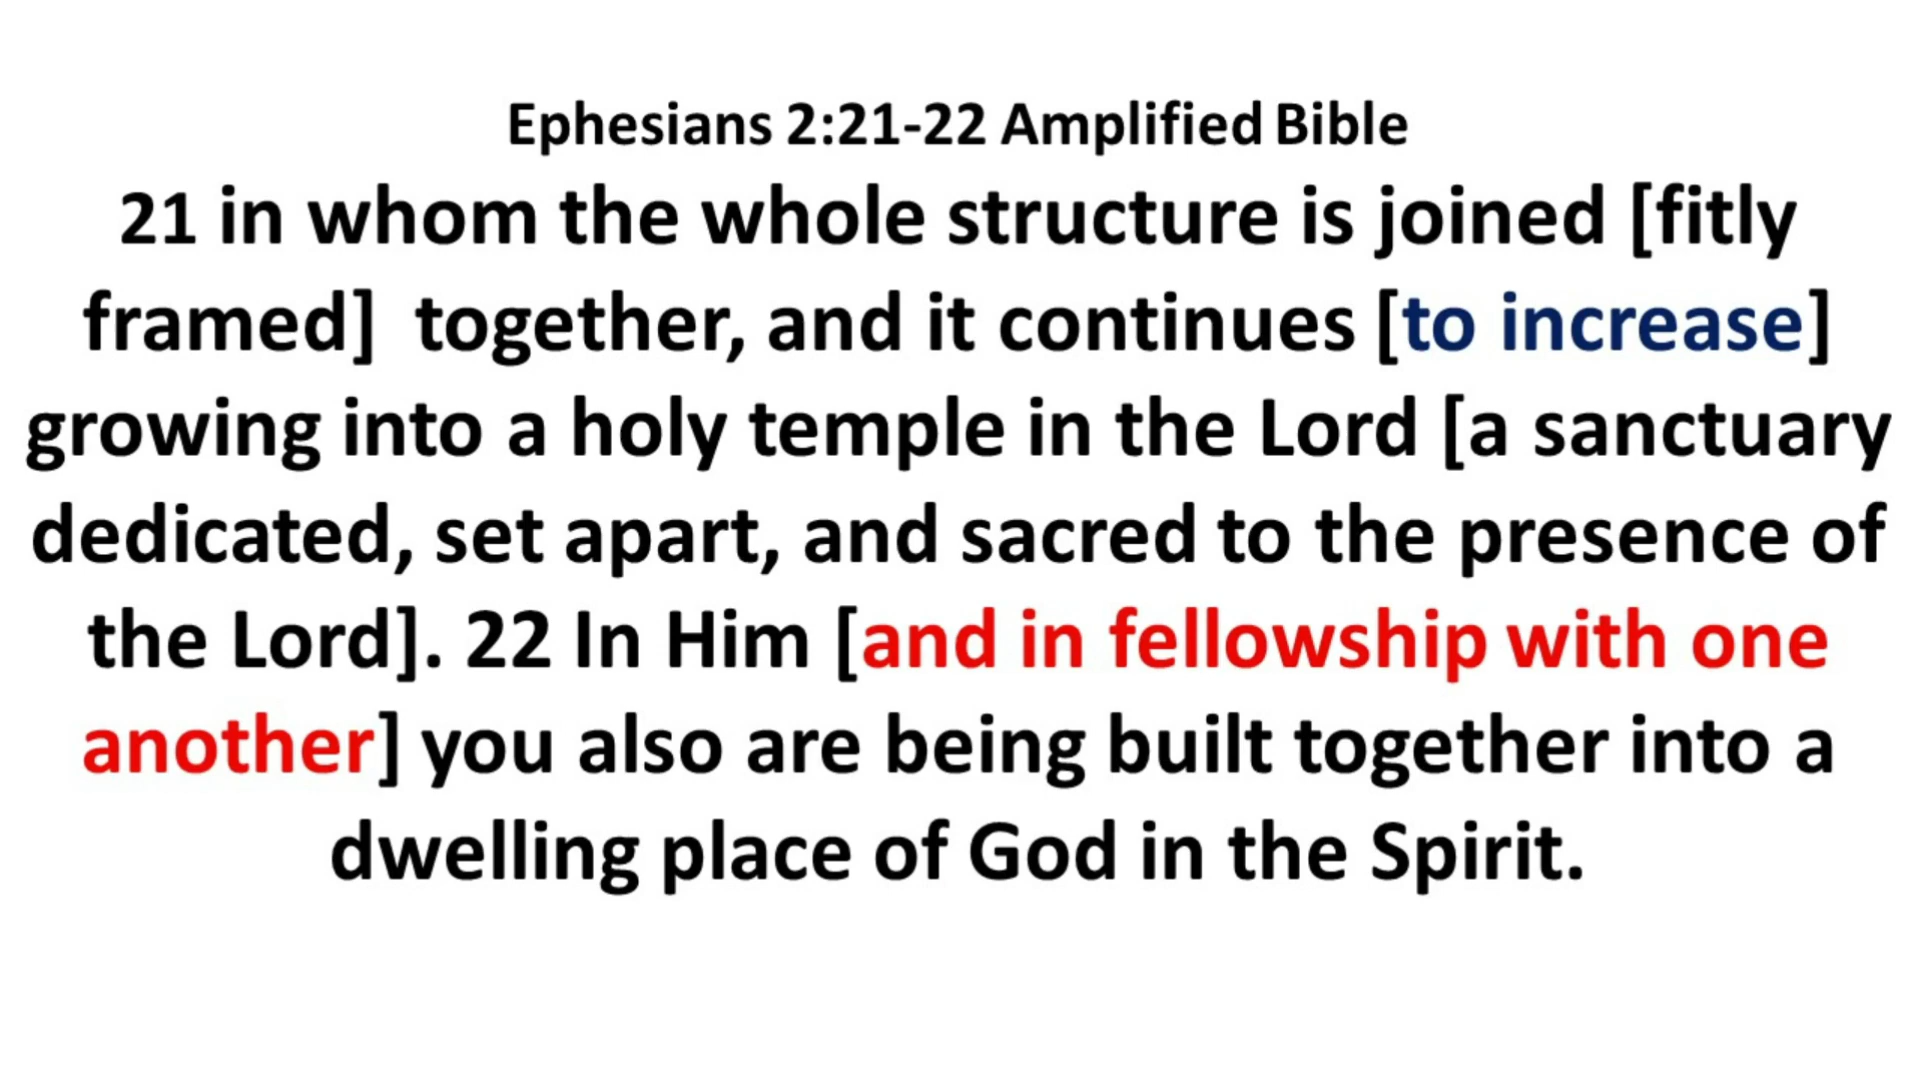 Ephesians 2:21-22 Amplified Bible
21 in whom the whole structure is joined [fitly
framed]  together, and it continues [to increase]
growing into a holy temple in the Lord [a sanctuary
dedicated, set apart, and sacred to the presence of
the Lord]. 22 In Him [and in fellowship with one
another] you also are being built together into a
dwelling place of God in the Spirit.